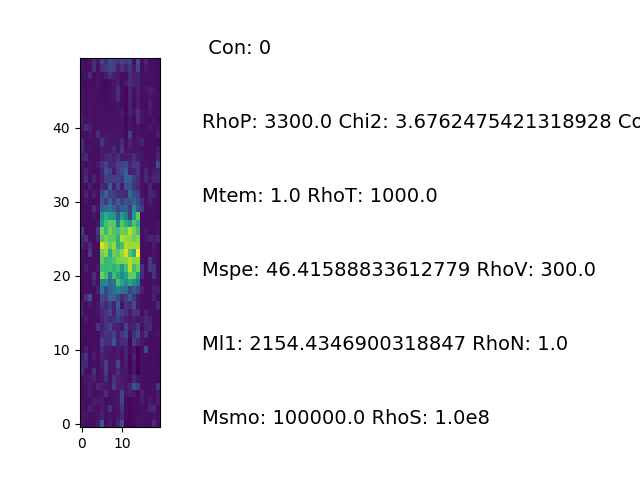 Con: 0
RhoP: 3300.0 Chi2: 3.6762475421318928 Co
40
Mtem: 1.0 RhoT: 1000.0
30
Mspe: 46.41588833612779 RhoV: 300.0
20
Ml1: 2154.4346900318847 RhoN: 1.0
10
Msmo: 100000.0 RhoS: 1.0e8
0
0 10